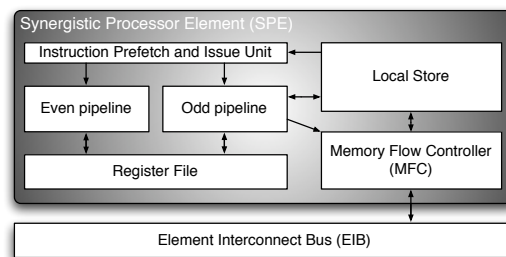 Synergistic Processor Element (SPE)
Instruction Prefetch and Issue Unit
Local Store
Even pipeline
Odd pipeline
Memory Flow Controller
(MFC)
Register File
Element Interconnect Bus (EIB)